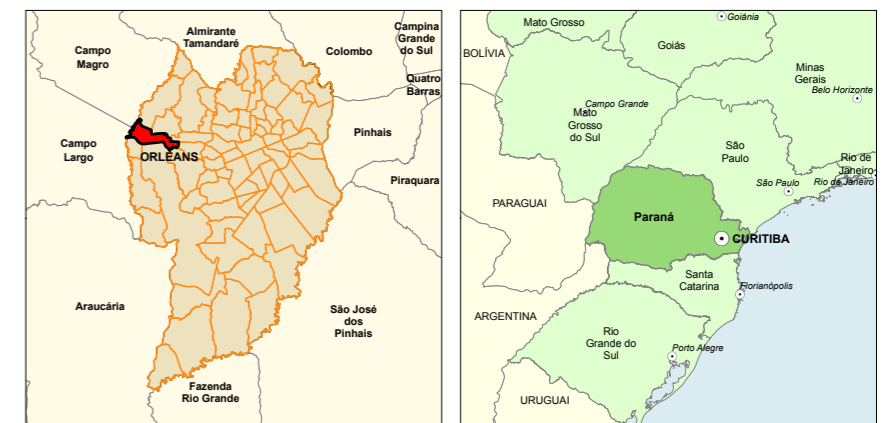 Almirante
Tamandaré
Campina
Grande
do Sul
Campo
Magro
Colombo
Quatro
Barras
Pinhais
Campo
Largo
ORLEANS
Piraquara
Araucária
São José
dos
Pinhais
Fazenda
Rio Grande
Mato Grosso
Goiânia
BOLÍVIA
Goiás
Minas
Gerais
Belo Horizonte
Campo Grande
Mato
Grosso
do Sul
São
Paulo
Rio de
Janeiro
São Paulo
Rio de Janeiro
PARAGUAI
Paraná
CURITIBA
Santa
Catarina
Florianópolis
ARGENTINA
Rio
Grande do
Sul
Porto Alegre
URUGUAI